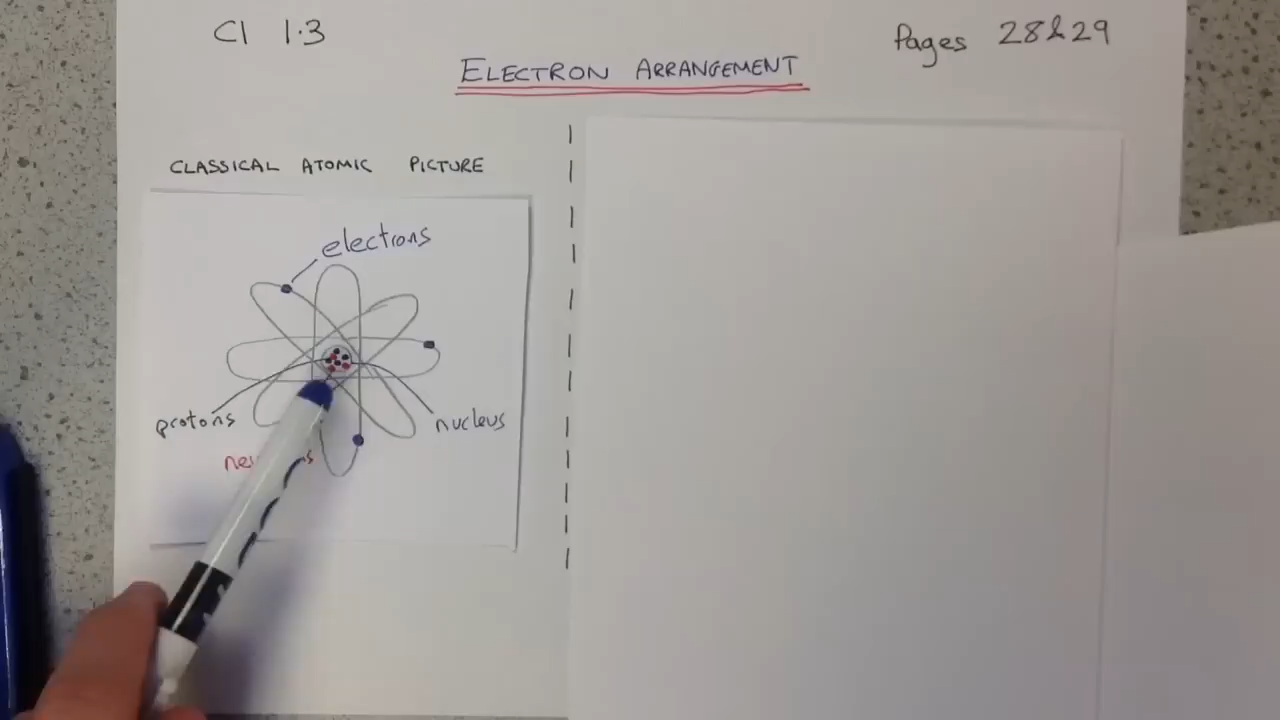 C1 1.3
Pages 28 & 29
ELECTRON ARRANGEMENT
CLASSICAL ATOMIC PICTURE
electrons
protons
nucleus